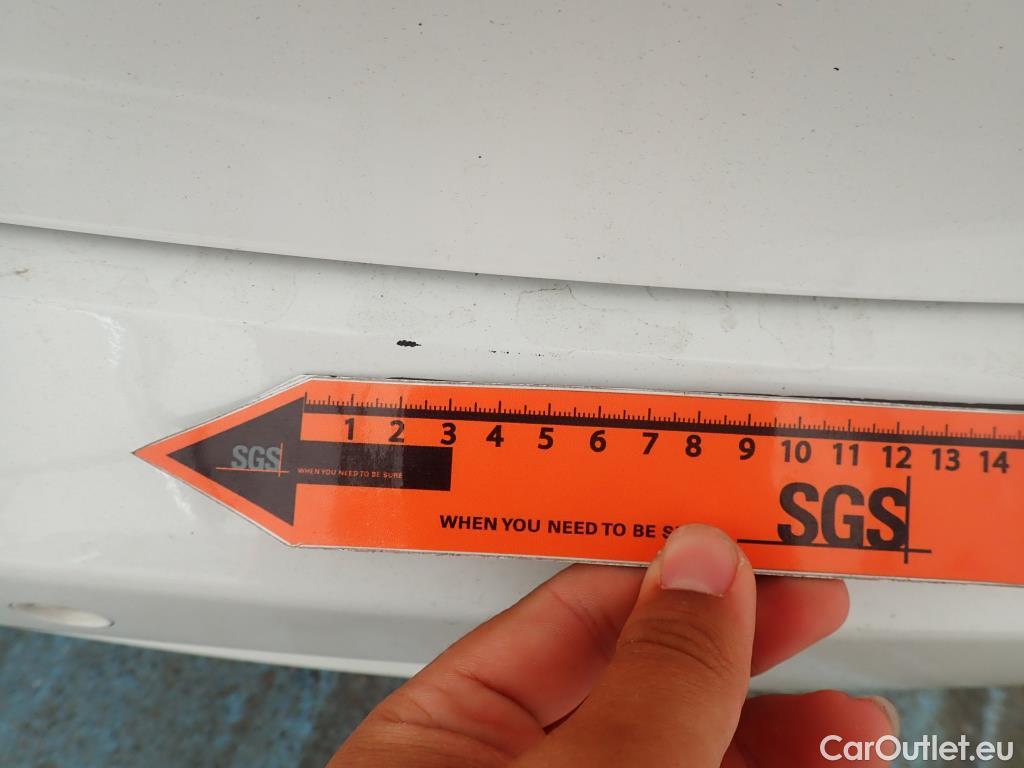 1 2 3 4 5 6 7 8 9 10 11 12 13 14
SGS
WHEN YOU NEED TO BE SURE
SGS
WHEN YOU NEED TO BE S
CarOutlet.eu